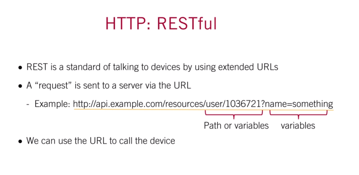 HTTP: RESTful
• REST is a standard of talking to devices by using extended URLs
• A “request” is sent to a server via the URL
- Example: http://api.example.com/resources/user/1036721?name=something
Path or variables variables
• We can use the URL to call the device